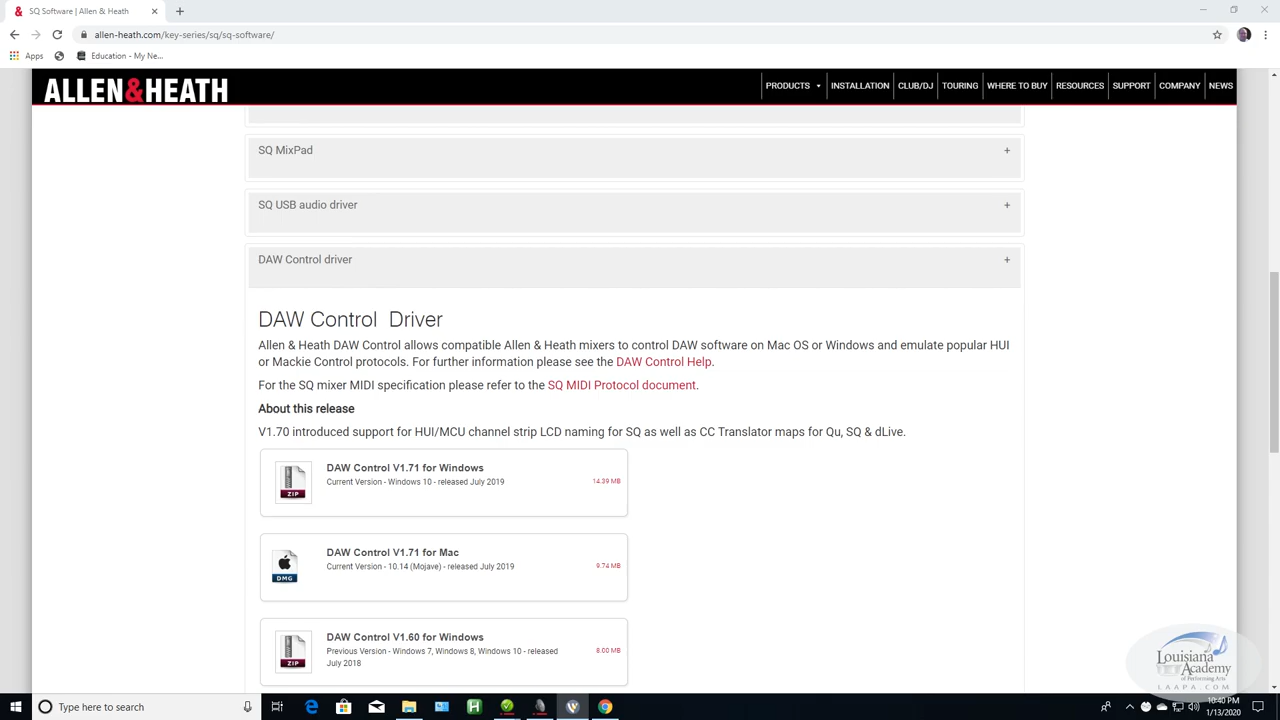 SQ Software | Allen & Heath
allen-heath.com/key-series/sq/sq-software/
Apps
Education - My Ne...
ALLEN&HEATH
PRODUCTS INSTALLATION CLUB/DJ TOURING WHERE TO BUY RESOURCES SUPPORT COMPANY NEWS
SQ MixPad +
SQ USB audio driver +
DAW Control driver +
DAW Control Driver
Allen & Heath DAW Control allows compatible Allen & Heath mixers to control DAW software on Mac OS or Windows and emulate popular HUI
or Mackie Control protocols. For further information please see the DAW Control Help.
For the SQ mixer MIDI specification please refer to the SQ MIDI Protocol document.
About this release
V1.70 introduced support for HUI/MCU channel strip LCD naming for SQ as well as CC Translator maps for Qu, SQ & dLive.
ZIP
DAW Control V1.71 for Windows
Current Version - Windows 10 - released July 2019
14.39 MB
DMG
DAW Control V1.71 for Mac
Current Version - 10.14 (Mojave) - released July 2019
9.74 MB
ZIP
DAW Control V1.60 for Windows
Previous Version - Windows 7, Windows 8, Windows 10 - released
July 2018
8.00 MB
Louisiana
Academy
of Performing Arts
LAAPA.COM
Type here to search
10:40 PM
1/13/2020